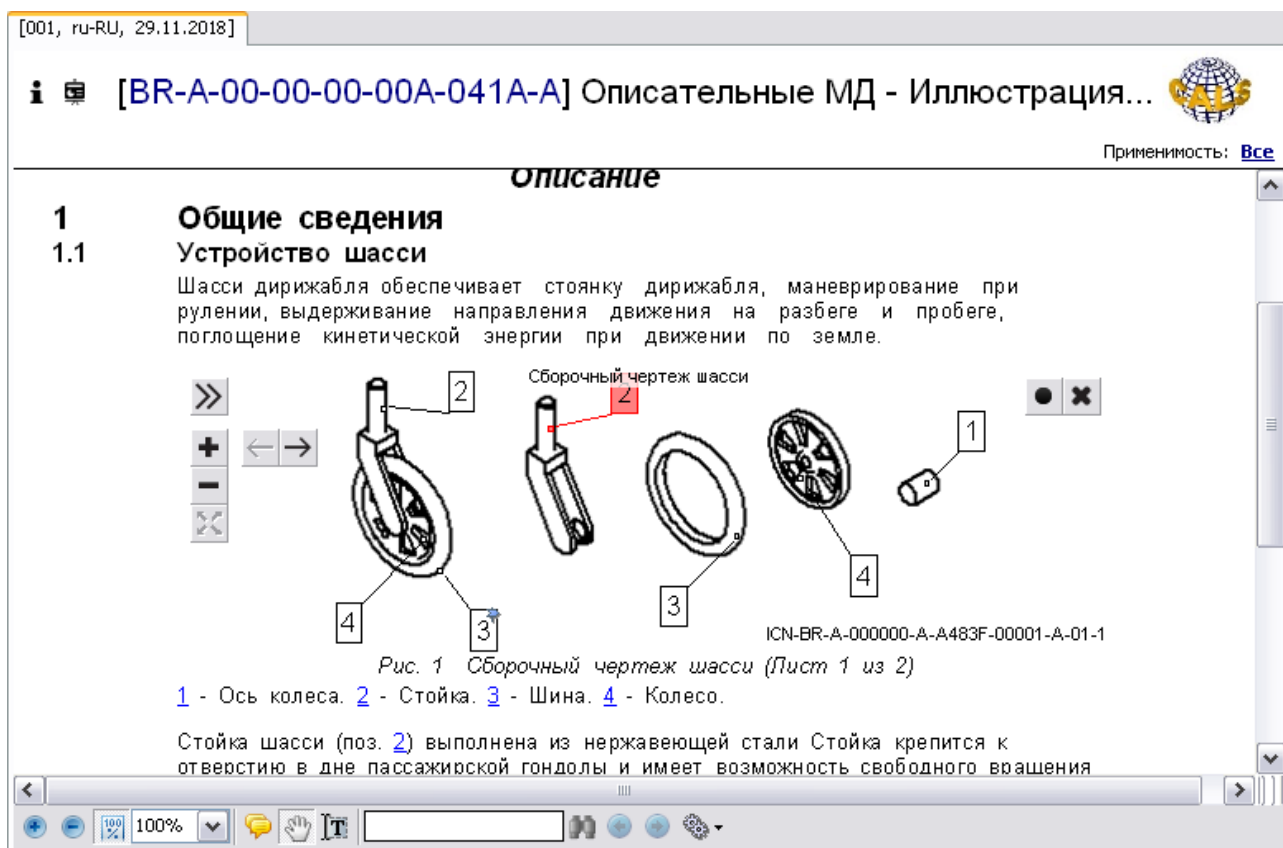 [001, ru-RU, 29.11.2018]
[BR-A-00-00-00-00A-041A-A] Описательные МД - Иллюстрация...
CALS
Применимость: Все
Описание
1 Общие сведения
1.1 Устройство шасси
Шасси дирижабля обеспечивает стоянку дирижабля, маневрирование при
рулении, выдерживание направления движения на разбеге и пробеге,
поглощение кинетической энергии при движении по земле.
Сборочный чертеж шасси
2
2
1
4
3
4
3
ICN-BR-A-000000-A-A483F-00001-A-01-1
Рис. 1 Сборочный чертеж шасси (Лист 1 из 2)
1 - Ось колеса. 2 - Стойка. 3 - Шина. 4 - Колесо.
Стойка шасси (поз. 2) выполнена из нержавеющей стали Стойка крепится к
отверстию в дне пассажирской гондолы и имеет возможность свободного вращения
100% 100%